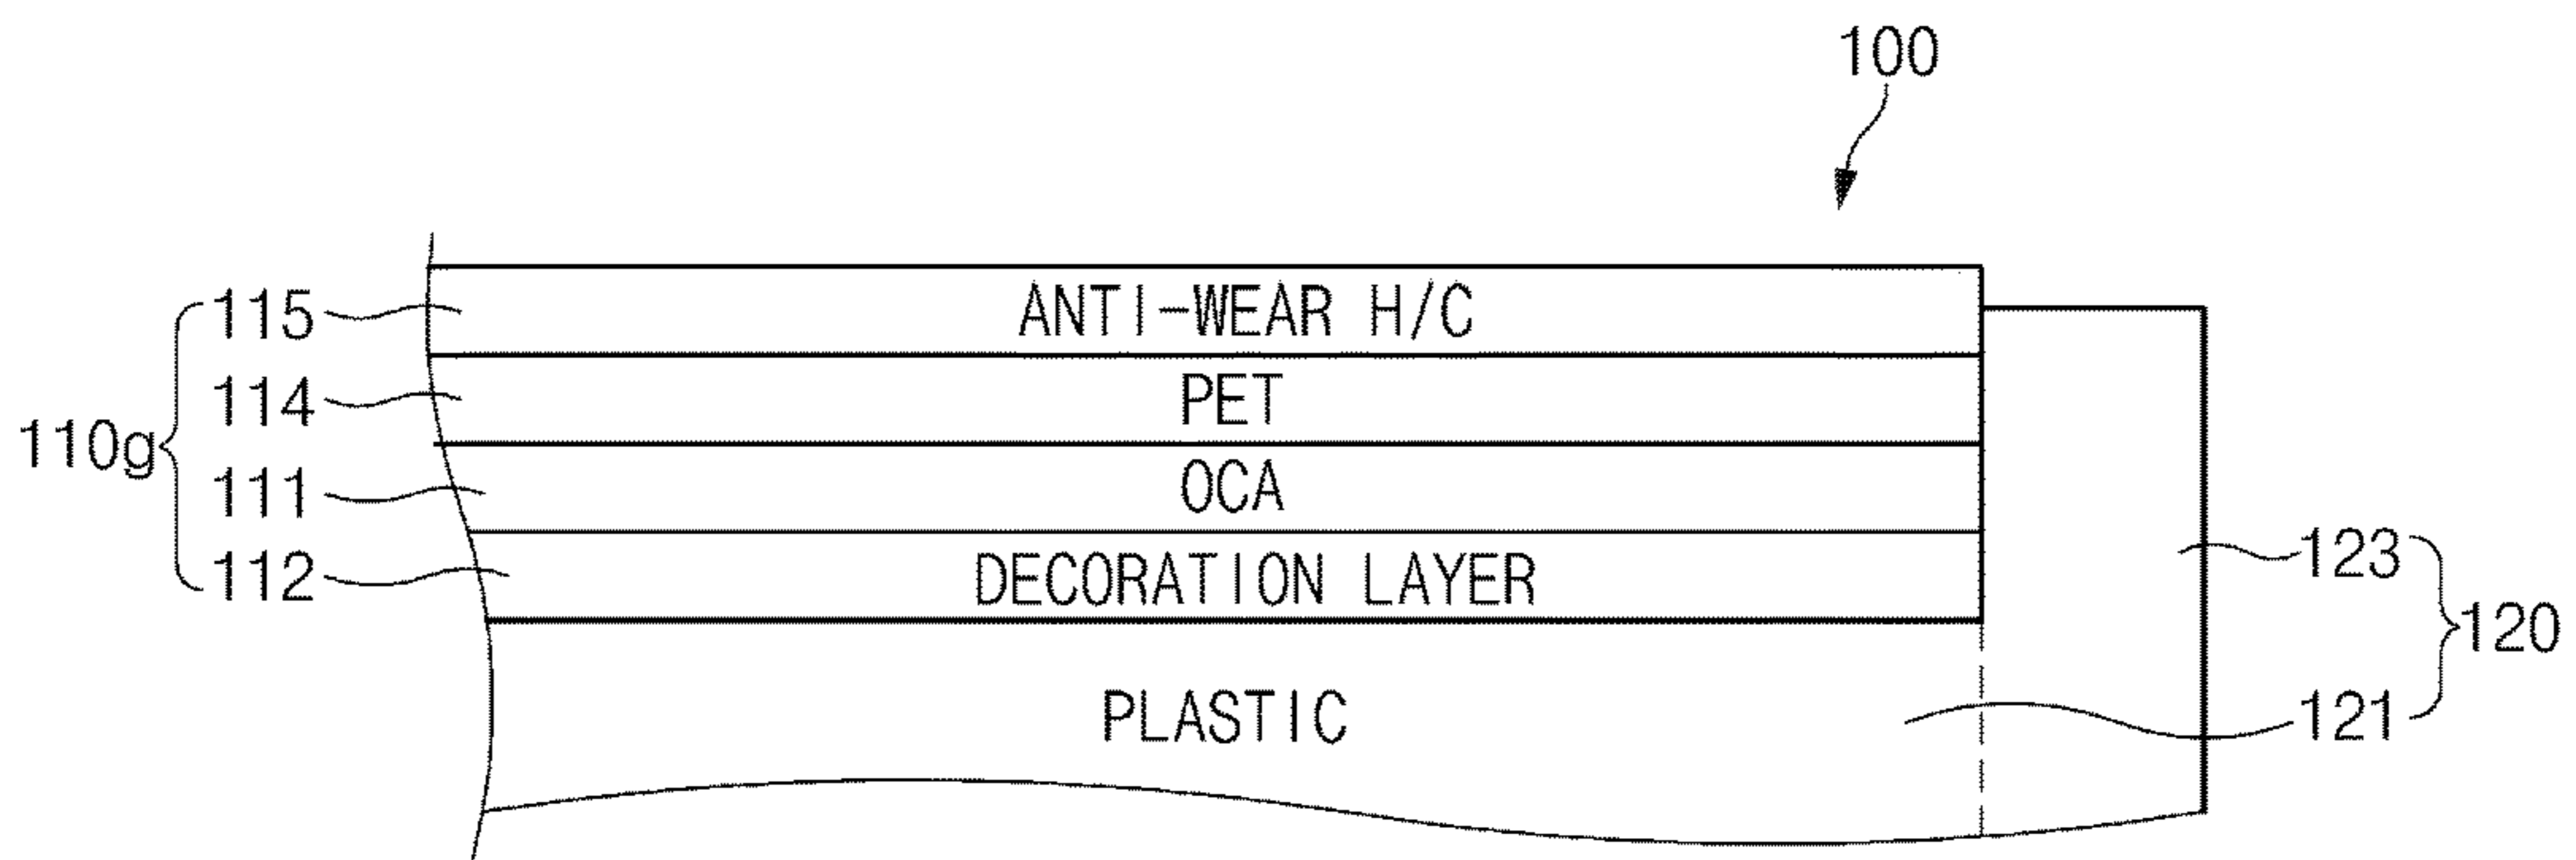 100
115 ANTI-WEAR H/C
114 PET
110g
111 OCA
112 DECORATION LAYER
123
120
PLASTIC 121